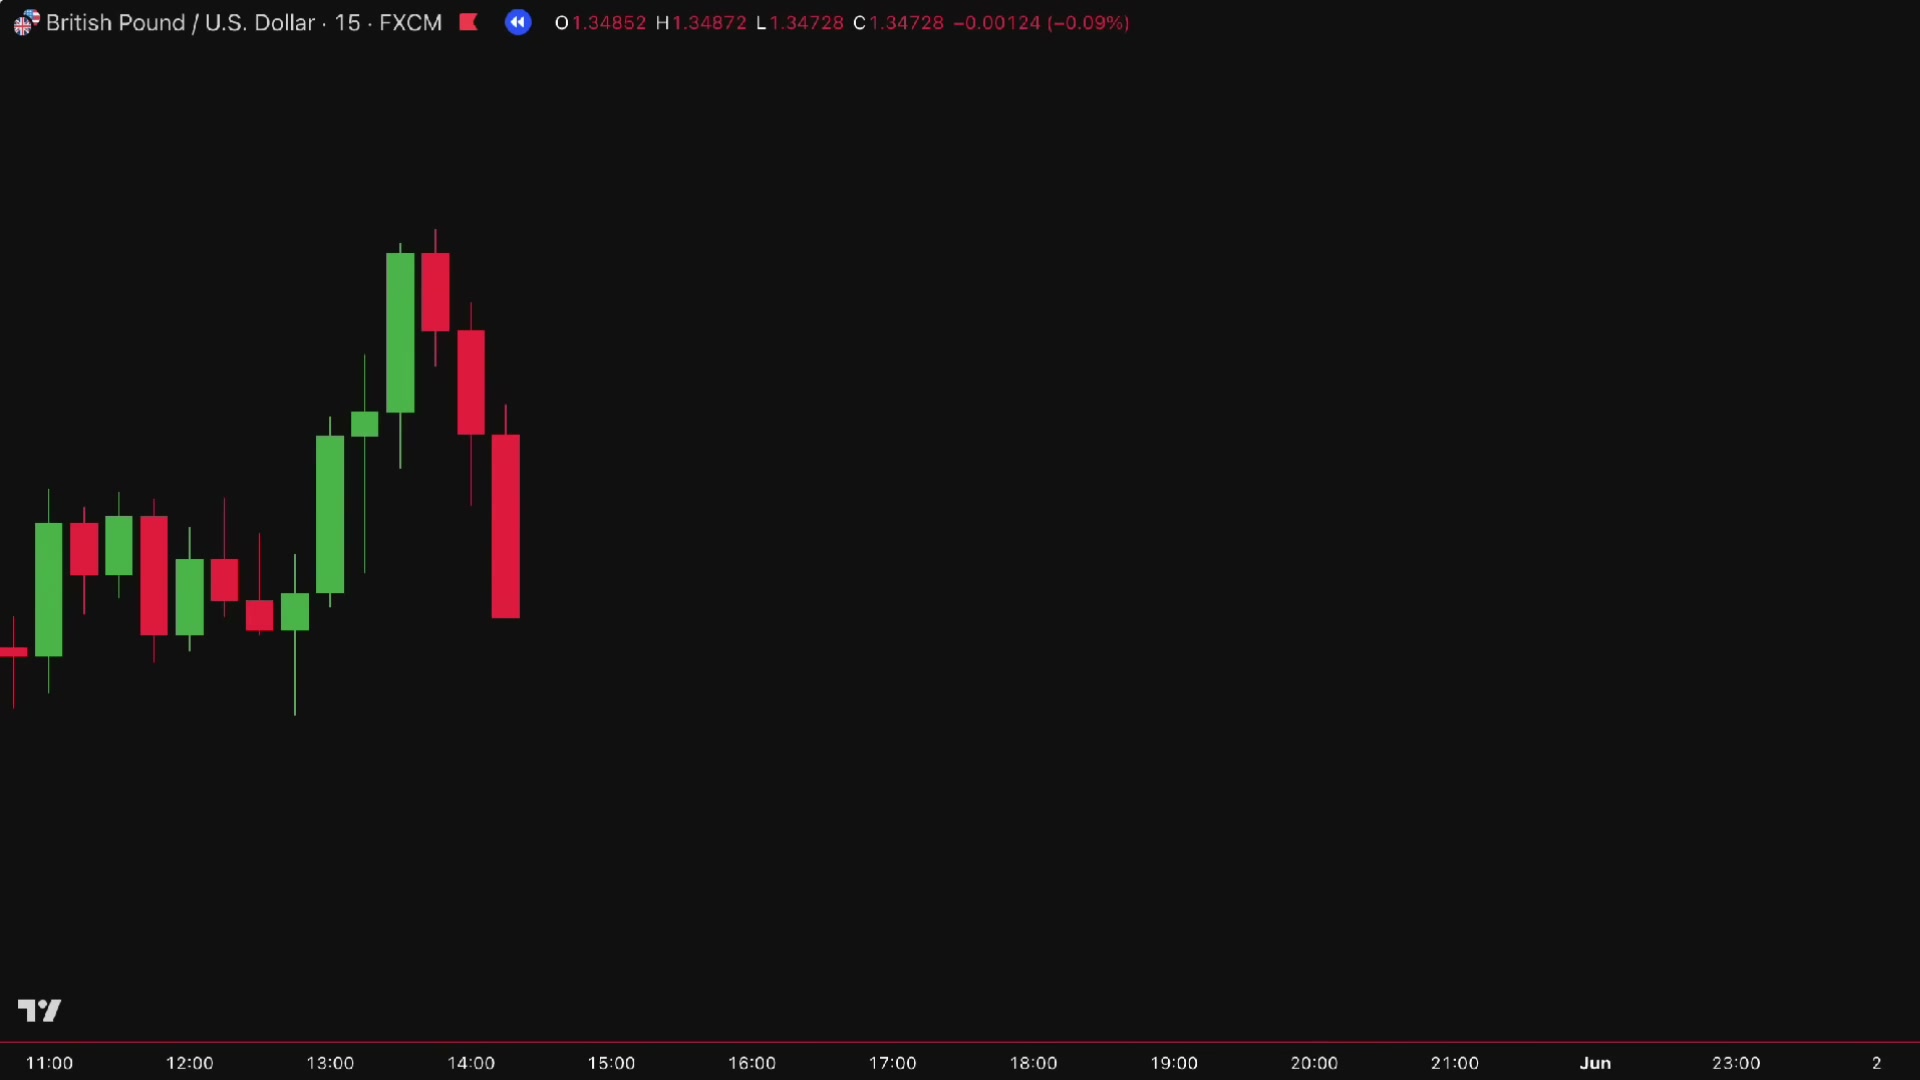 British Pound / U.S. Dollar · 15 · FXCM O1.34852 H1.34872 L1.34728 C1.34728 −0.00124 (−0.09%)
11:00 12:00 13:00 14:00 15:00 16:00 17:00 18:00 19:00 20:00 21:00 Jun 23:00 2